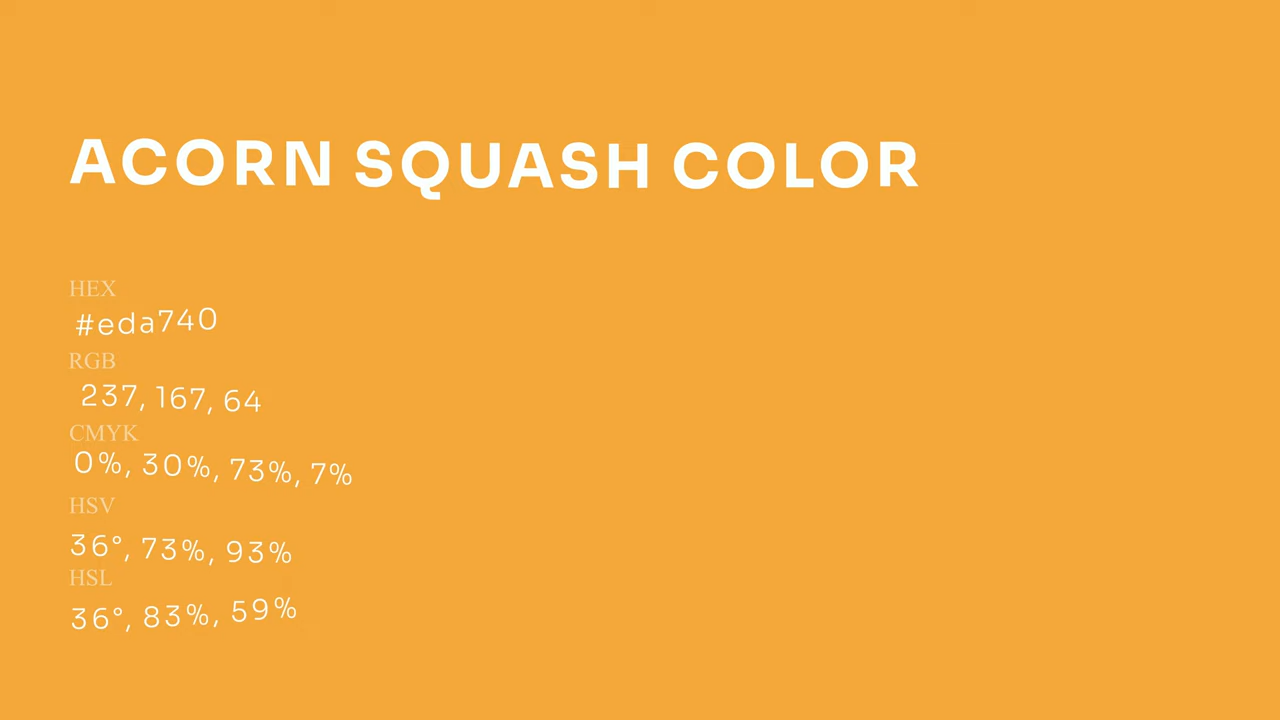 ACORN SQUASH COLOR
HEX
#eda740
RGB
237, 167, 64
CMYK
0%, 30%, 73%, 7%
HSV
36°, 73%, 93%
HSL
36°, 83%, 59%